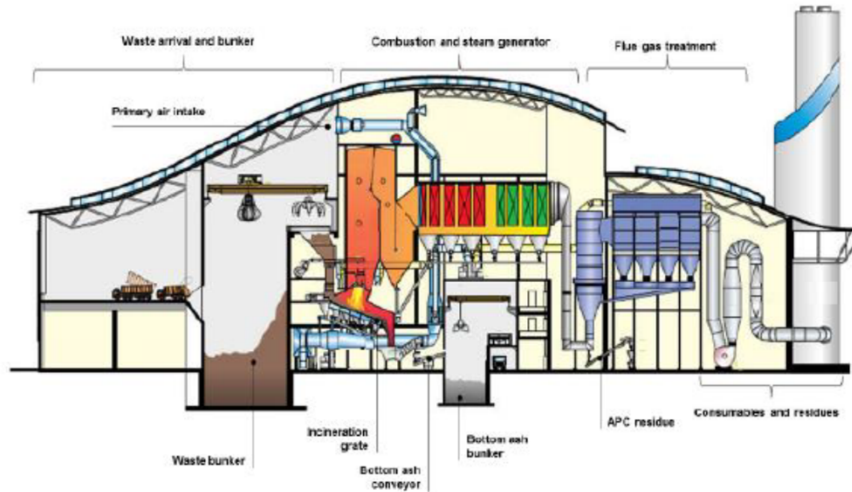 Waste arrival and bunker
Combustion and steam generator
Flue gas treatment
Primary air intake
Consumables and residues
APC residue
Incineration
grate
Bottom ash
bunker
Waste bunker
Bottom ash
conveyor